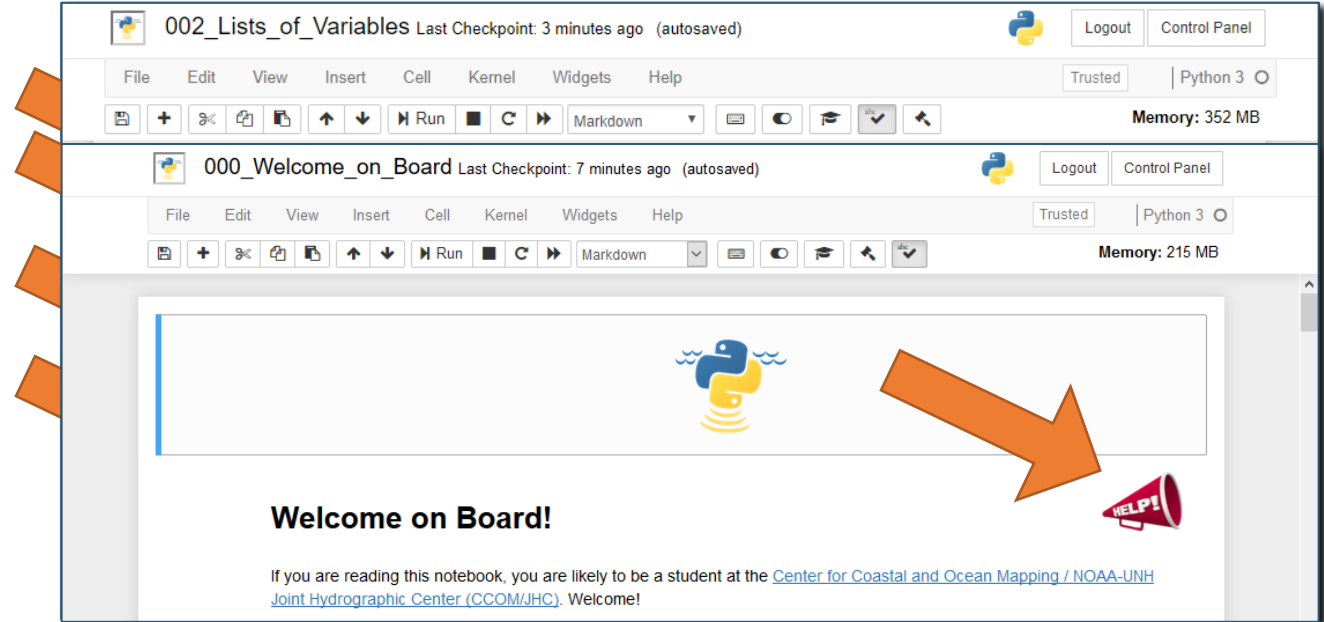 002_Lists_of_Variables Last Checkpoint: 3 minutes ago (autosaved) Logout Control Panel
File Edit View Insert Cell Kernel Widgets Help Trusted Python 3
Run Markdown abc Memory: 352 MB
000_Welcome_on_Board Last Checkpoint: 7 minutes ago (autosaved) Logout Control Panel
File Edit View Insert Cell Kernel Widgets Help Trusted Python 3
Run Markdown abc Memory: 215 MB
HELP!
Welcome on Board!
If you are reading this notebook, you are likely to be a student at the Center for Coastal and Ocean Mapping / NOAA-UNH
Joint Hydrographic Center (CCOM/JHC). Welcome!